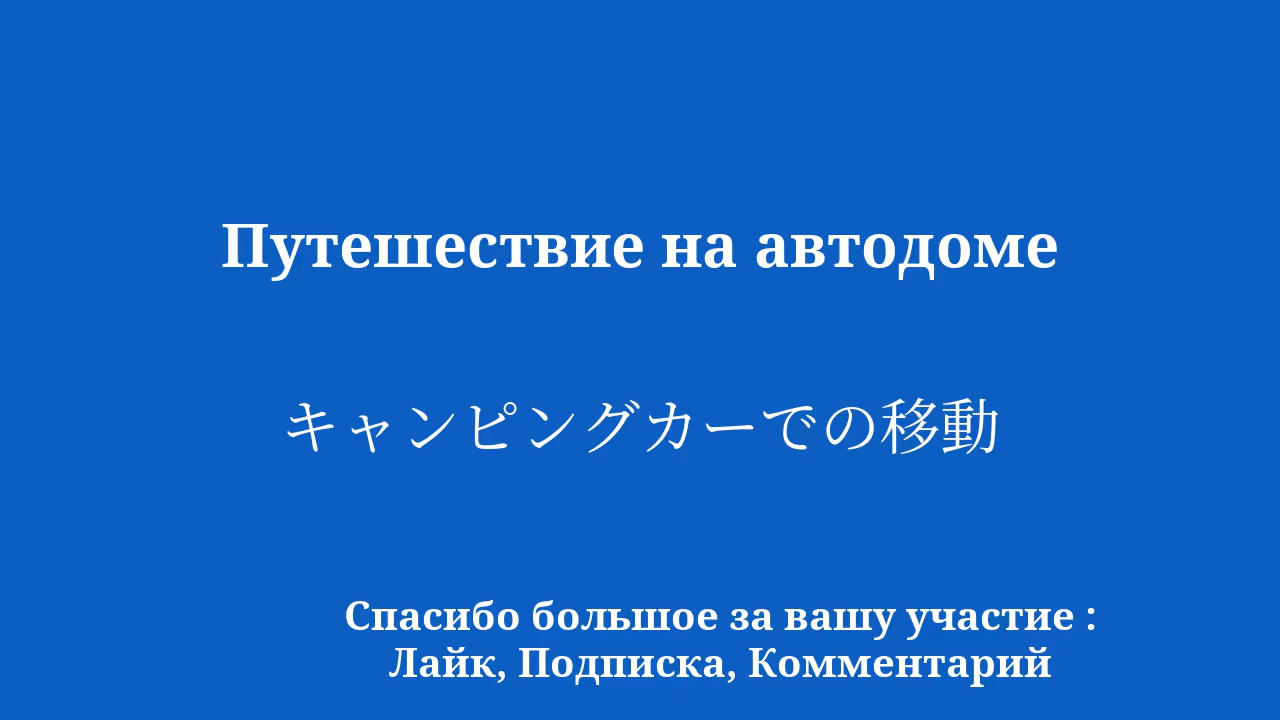 Путешествие на автодоме
キャンピングカーでの移動
Спасибо большое за вашу участие :
Лайк, Подписка, Комментарий